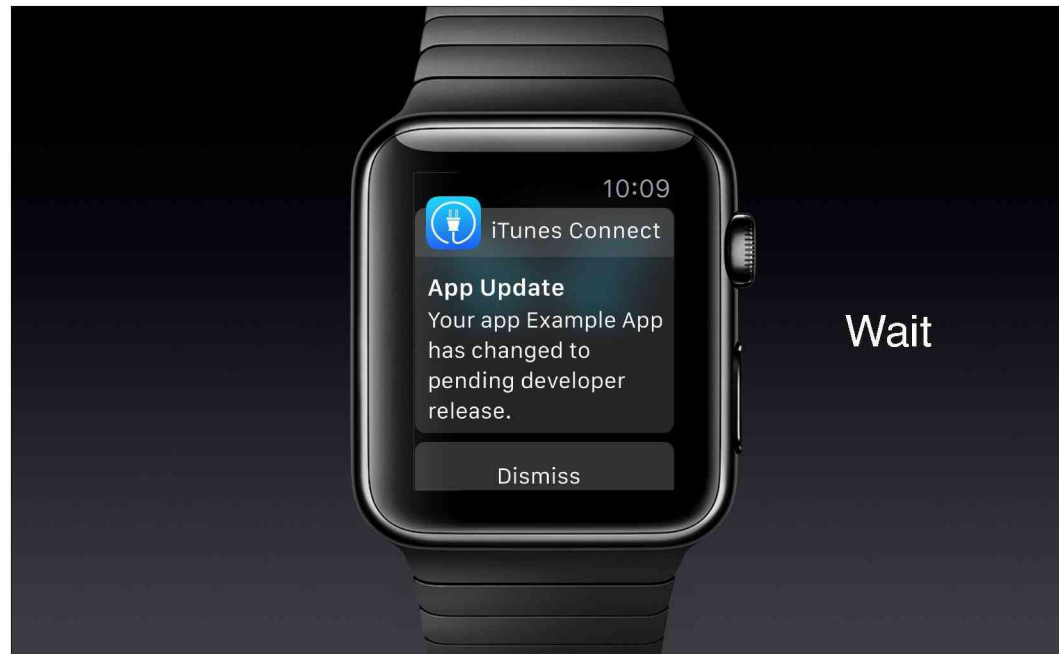 10:09
iTunes Connect
App Update
Your app Example App
has changed to
pending developer
release.
Dismiss
Wait